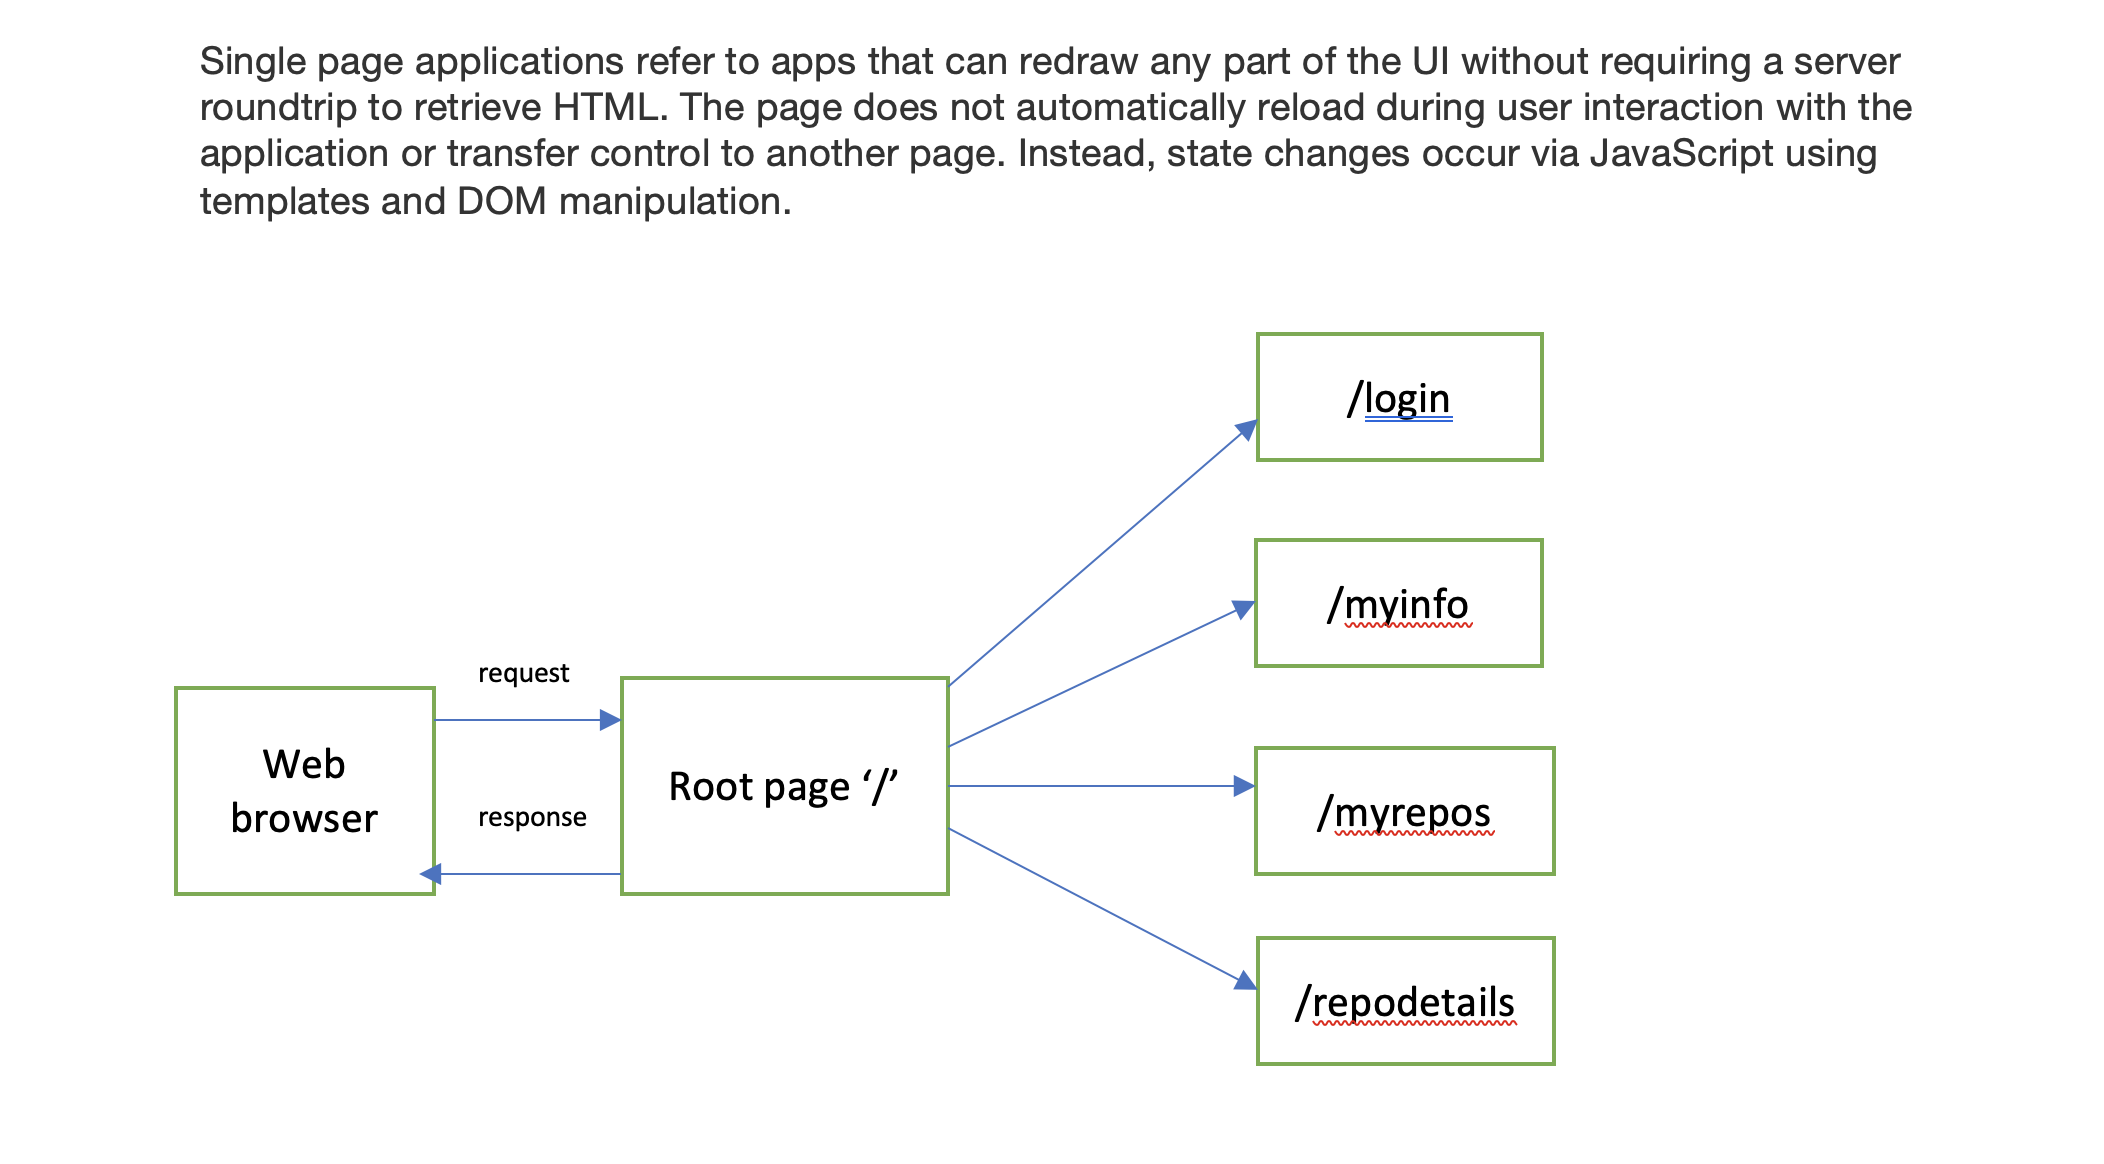 Single page applications refer to apps that can redraw any part of the UI without requiring a server
roundtrip to retrieve HTML. The page does not automatically reload during user interaction with the
application or transfer control to another page. Instead, state changes occur via JavaScript using
templates and DOM manipulation.
/login
/myinfo
request
Web
browser
Root page ‘/’
response
/myrepos
/repodetails